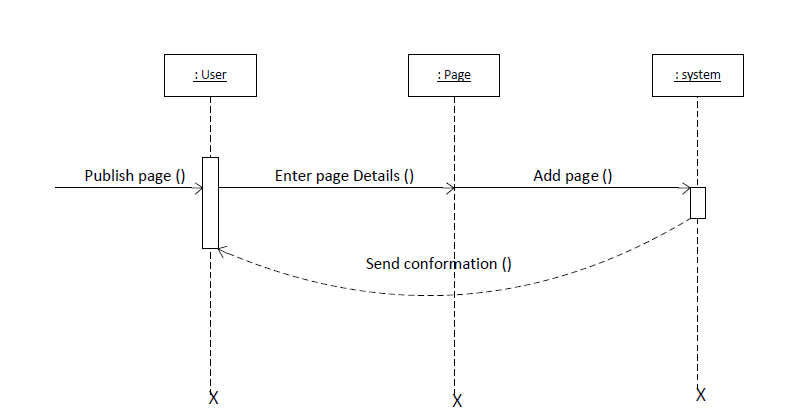 : User
: Page
: system
Publish page ()
Enter page Details ()
Add page ()
Send conformation ()
X
X
X